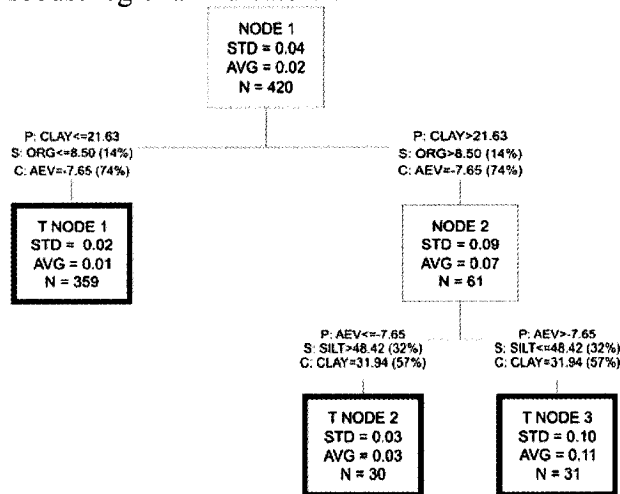 NODE 1
STD = 0.04
AVG = 0.02
N = 420
P: CLAY<=21.63
S: ORG<=8.50 (14%)
C: AEV=-7.65 (74%)
P: CLAY>21.63
S: ORG>8.50 (14%)
C: AEV=-7.65 (74%)
T NODE 1
STD = 0.02
AVG = 0.01
N = 359
NODE 2
STD = 0.09
AVG = 0.07
N = 61
P: AEV<=-7.65
S: SILT>48.42 (32%)
C: CLAY=31.94 (57%)
P: AEV>-7.65
S: SILT<=48.42 (32%)
C: CLAY=31.94 (57%)
T NODE 2
STD = 0.03
AVG = 0.03
N = 30
T NODE 3
STD = 0.10
AVG = 0.11
N = 31